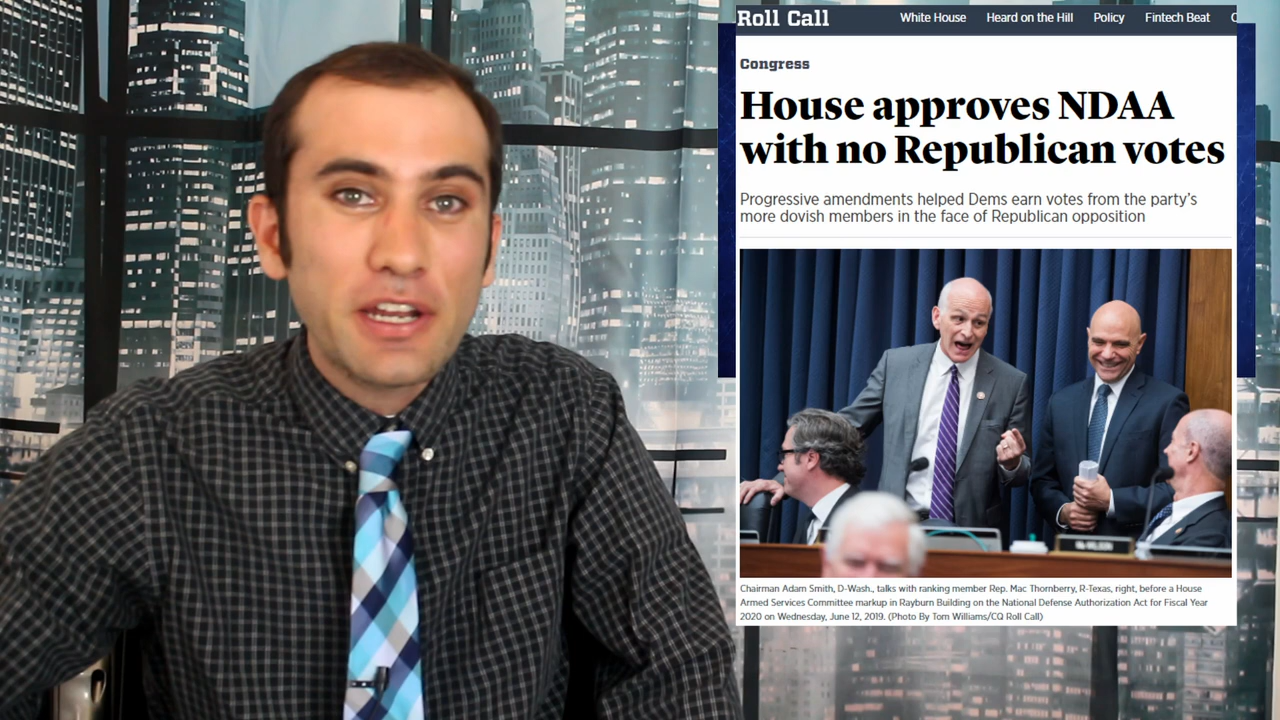 Roll Call
White House Heard on the Hill Policy Fintech Beat
Congress
House approves NDAA
with no Republican votes
Progressive amendments helped Dems earn votes from the party's
more dovish members in the face of Republican opposition
Chairman Adam Smith, D-Wash., talks with ranking member Rep. Mac Thornberry, R-Texas, right, before a House
Armed Services Committee markup in Rayburn Building on the National Defense Authorization Act for Fiscal Year
2020 on Wednesday, June 12, 2019. (Photo By Tom Williams/CQ Roll Call)